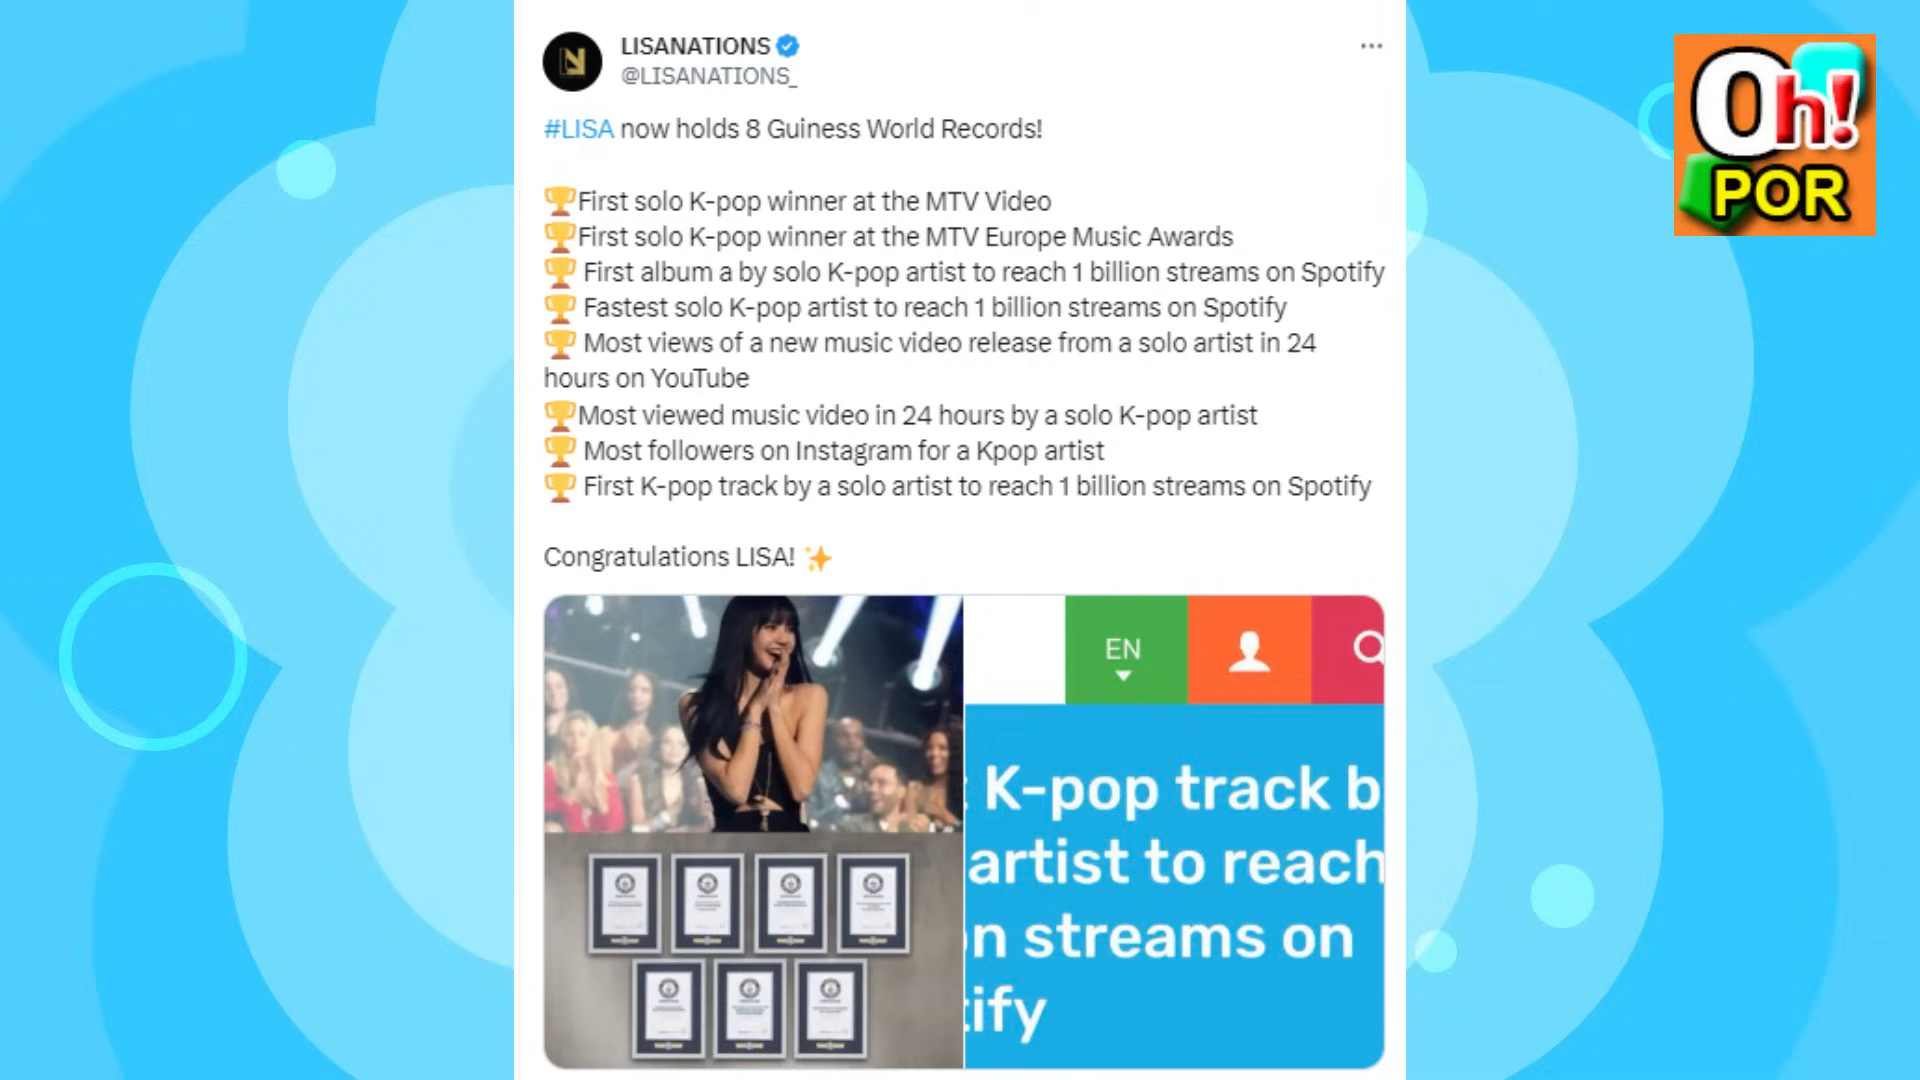 LISANATIONS
@LISANATIONS_
#LISA now holds 8 Guiness World Records!
🏆First solo K-pop winner at the MTV Video
🏆First solo K-pop winner at the MTV Europe Music Awards
🏆 First album a by solo K-pop artist to reach 1 billion streams on Spotify
🏆 Fastest solo K-pop artist to reach 1 billion streams on Spotify
🏆 Most views of a new music video release from a solo artist in 24
hours on YouTube
🏆Most viewed music video in 24 hours by a solo K-pop artist
🏆 Most followers on Instagram for a Kpop artist
🏆 First K-pop track by a solo artist to reach 1 billion streams on Spotify
Congratulations LISA! ✨
EN
K-pop track b
artist to reach
n streams on
tify
Oh!
POR